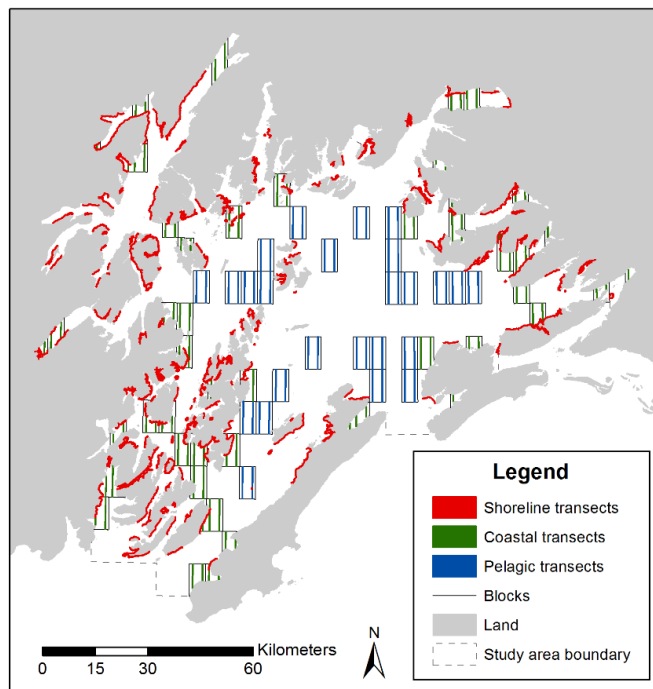 Legend
Shoreline transects
Coastal transects
Pelagic transects
Blocks
Land
Study area boundary
N
Kilometers
0 15 30 60